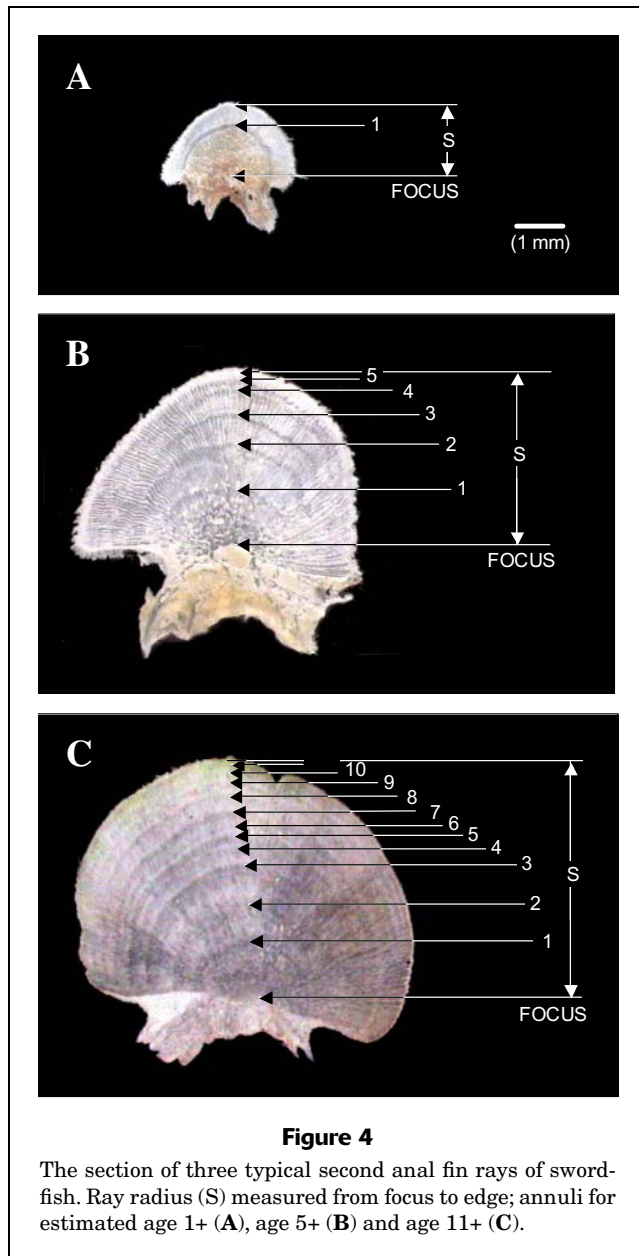 A
1
S
FOCUS
(1 mm)
B
5
4
3
2
1
S
FOCUS
C
10
9
8
7
6
5
4
3
2
1
S
FOCUS
Figure 4
The section of three typical second anal fin rays of sword-
fish. Ray radius (S) measured from focus to edge; annuli for
estimated age 1+ (A), age 5+ (B) and age 11+ (C).